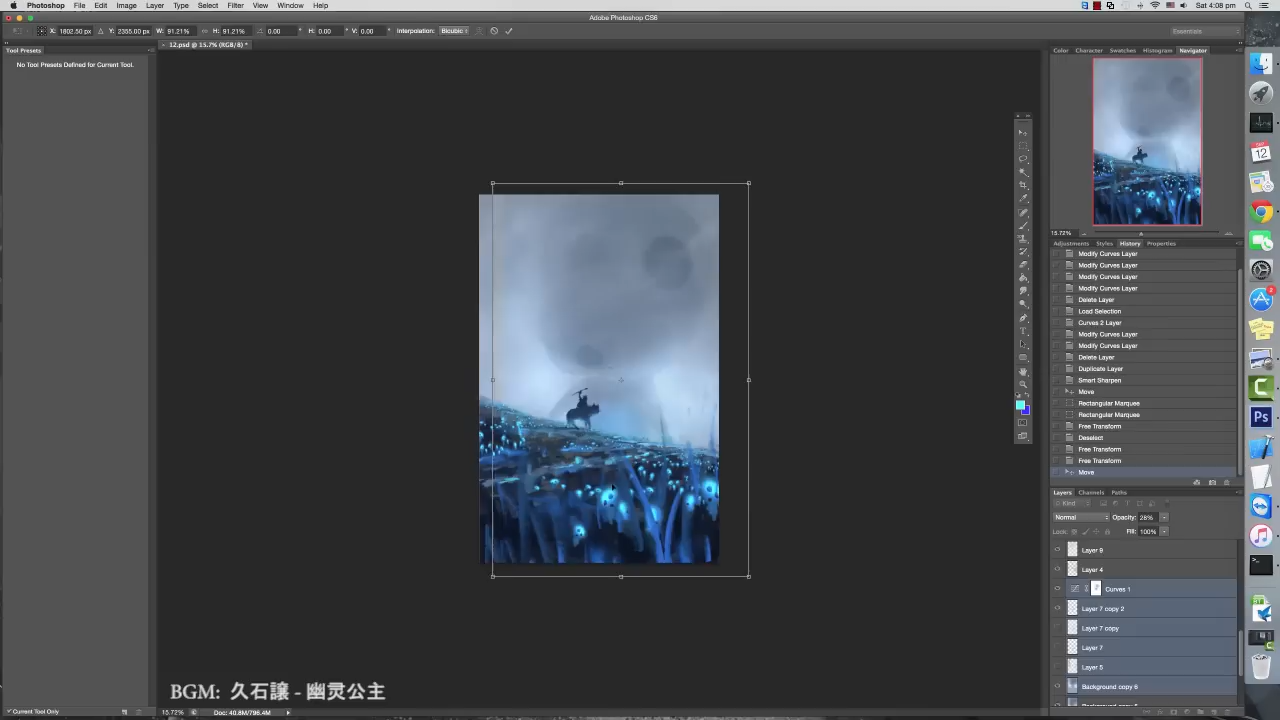 Photoshop File Edit Image Layer Type Select Filter View Window Help
Sat 4:08 pm
Adobe Photoshop CS6
X: 1802.50 px Y: 2355.00 px W: 91.21% H: 91.21% 0.00 ° H: 0.00 ° V: 0.00 ° Interpolation: Bicubic
Essentials
Tool Presets
12.psd @ 15.7% (RGB/8) *
Color Character Swatches Histogram Navigator
No Tool Presets Defined for Current Tool.
SEP
12
15.72%
Adjustments Styles History Properties
Modify Curves Layer
Modify Curves Layer
Modify Curves Layer
Modify Curves Layer
Delete Layer
Load Selection
Curves 2 Layer
Modify Curves Layer
Modify Curves Layer
Delete Layer
Duplicate Layer
Smart Sharpen
Move
Rectangular Marquee
Rectangular Marquee
Free Transform
Deselect
Free Transform
Free Transform
Move
2
Ps
Layers Channels Paths
Kind
Normal Opacity: 28%
Lock: Fill: 100%
Layer 9
Layer 4
Curves 1
Layer 7 copy 2
Layer 7 copy
Layer 7
Layer 5
Background copy 6
Background copy 5
BGM: 久石譲 - 幽灵公主
Current Tool Only
15.72%
Doc: 40.8M/796.4M